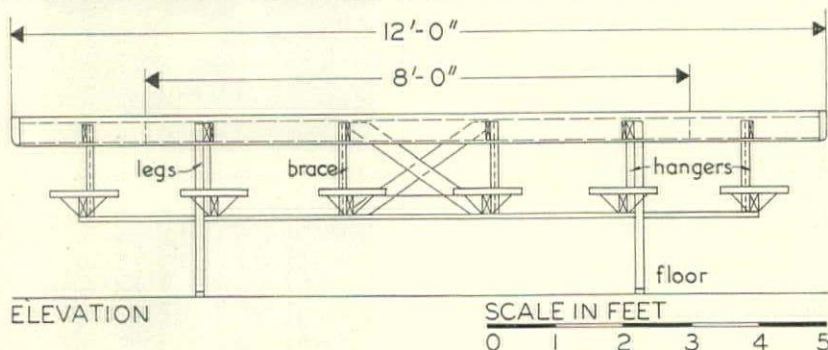 12'-0"
8'-0"
legs brace hangers
floor
ELEVATION SCALE IN FEET
0 1 2 3 4 5